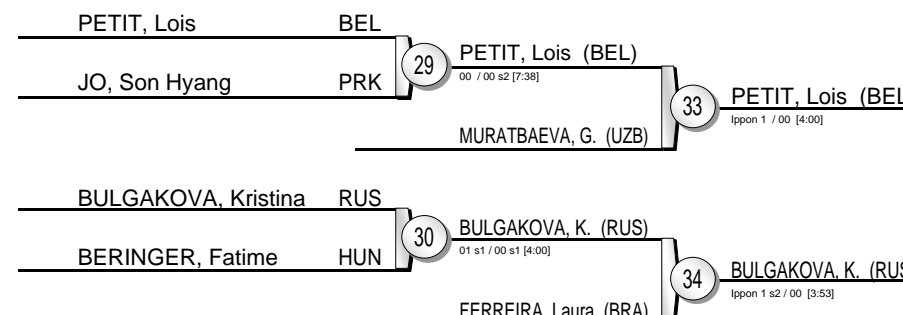 PETIT, Lois BEL
29
PETIT, Lois (BEL)
00 / 00 s2 [7:38]
JO, Son Hyang PRK
33
PETIT, Lois (BEL
Ippon 1 / 00 [4:00]
MURATBAEVA, G. (UZB)
BULGAKOVA, Kristina RUS
30
BULGAKOVA, K. (RUS)
01 s1 / 00 s1 [4:00]
BERINGER, Fatime HUN
34
BULGAKOVA, K. (RUS
Ippon 1 s2 / 00 [3:53]
FERREIRA, Laura (BRA)